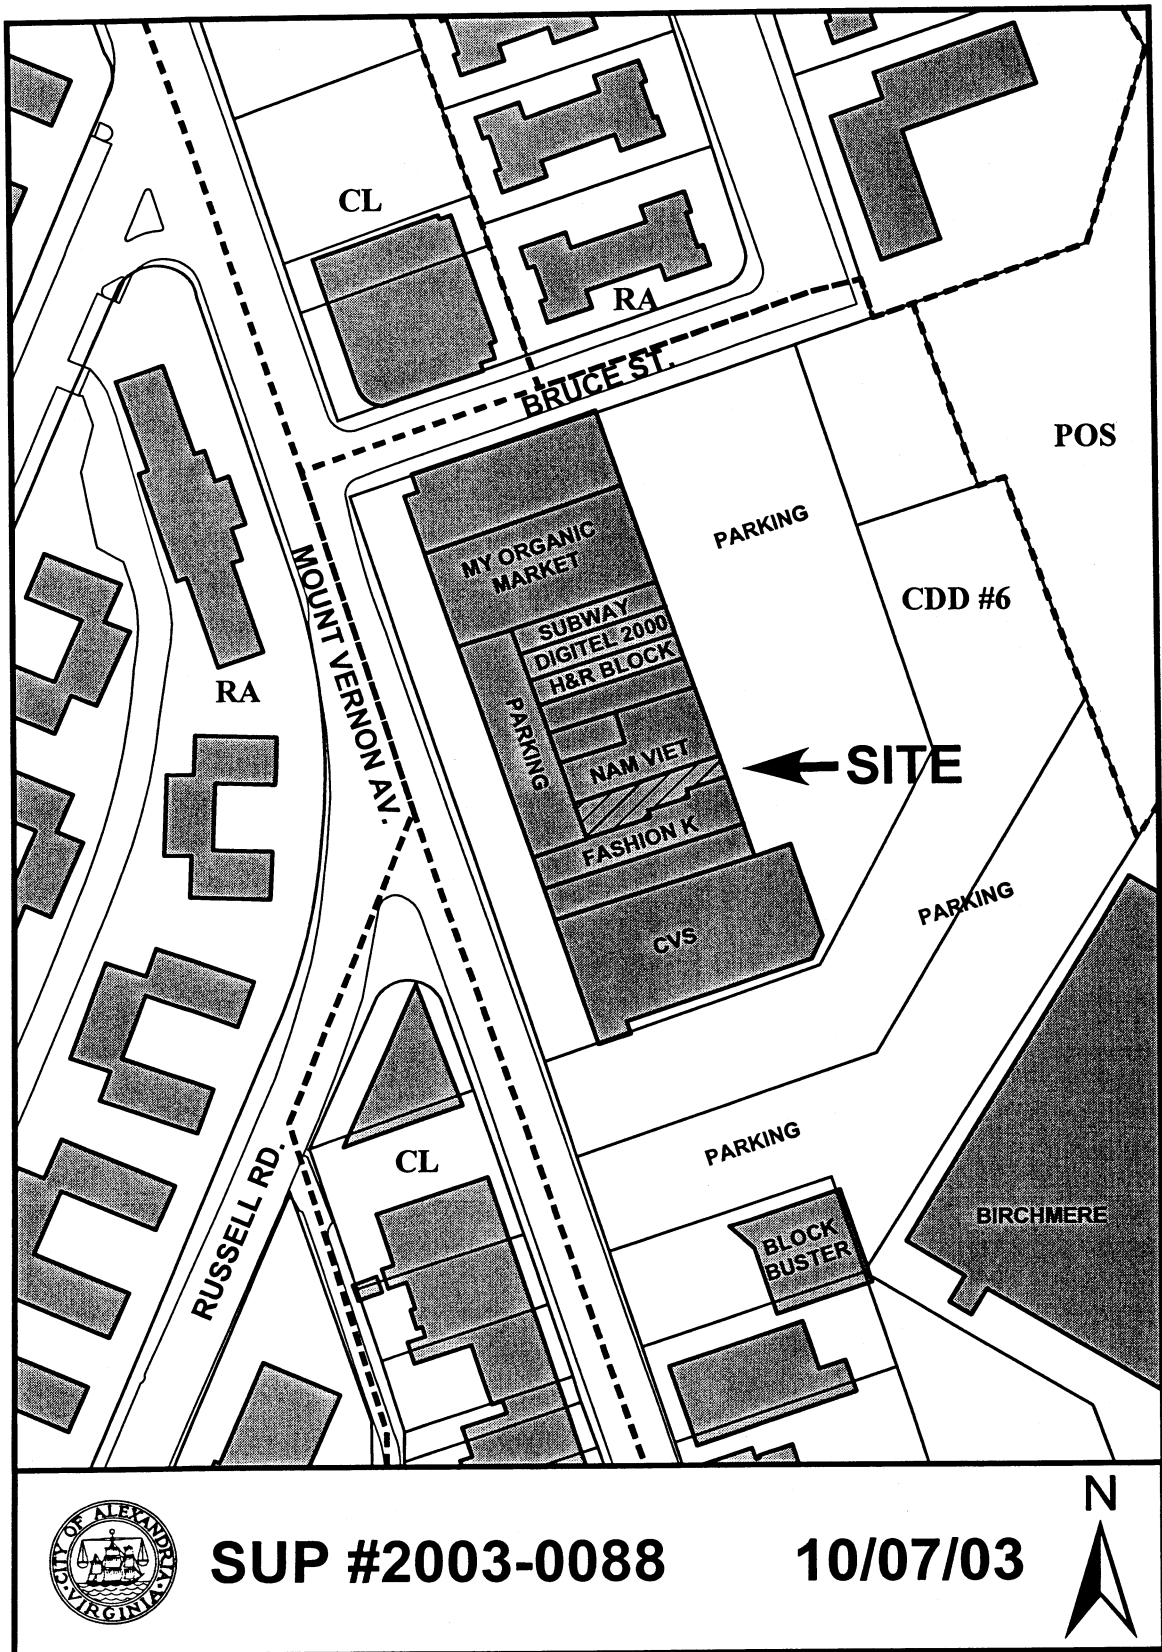 CL
RA
BRUCE ST.
POS
PARKING
MY ORGANIC
MARKET
CDD #6
SUBWAY
DIGITEL 2000
H&R BLOCK
MOUNT VERNON AV.
RA
PARKING
NAM VIET
SITE
FASHION K
PARKING
CVS
PARKING
CL
RUSSELL RD.
BIRCHMERE
BLOCK
BUSTER
N
CITY OF ALEXANDRIA
VIRGINIA
SUP #2003-0088
10/07/03